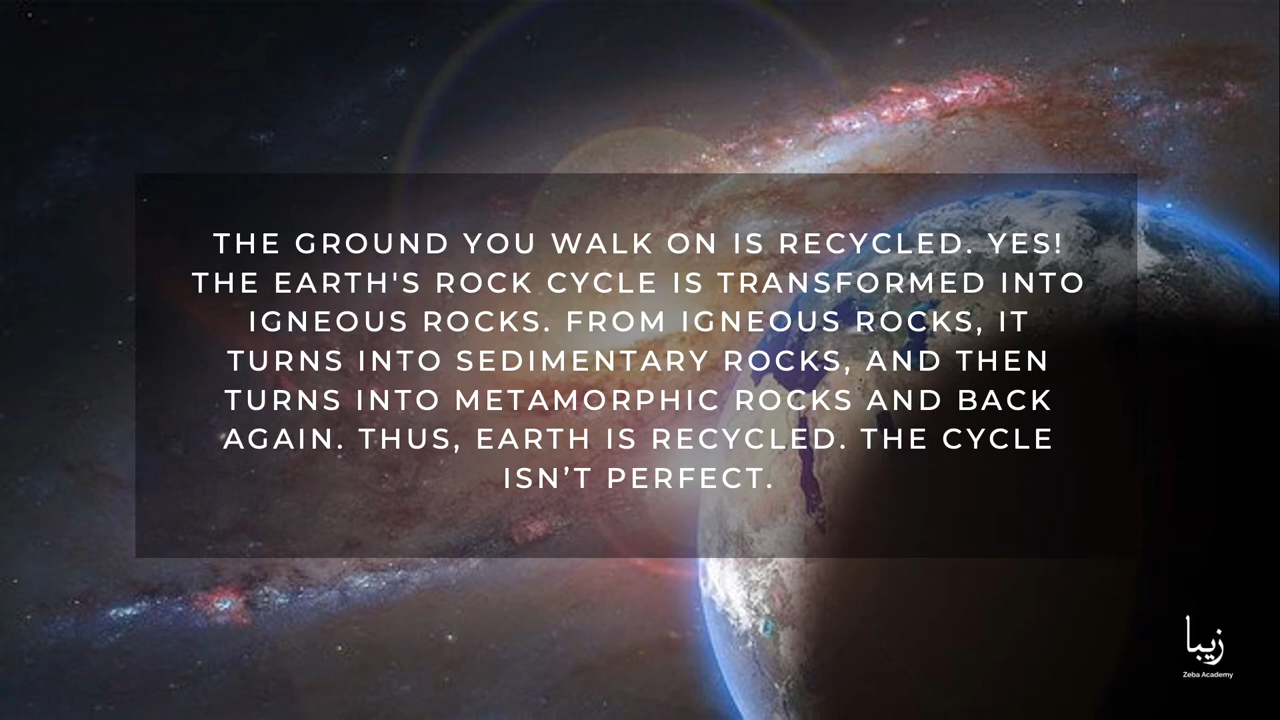 THE GROUND YOU WALK ON IS RECYCLED. YES!
THE EARTH'S ROCK CYCLE IS TRANSFORMED INTO
IGNEOUS ROCKS. FROM IGNEOUS ROCKS, IT
TURNS INTO SEDIMENTARY ROCKS, AND THEN
TURNS INTO METAMORPHIC ROCKS AND BACK
AGAIN. THUS, EARTH IS RECYCLED. THE CYCLE
ISN’T PERFECT.
زیبا
Zeba Academy